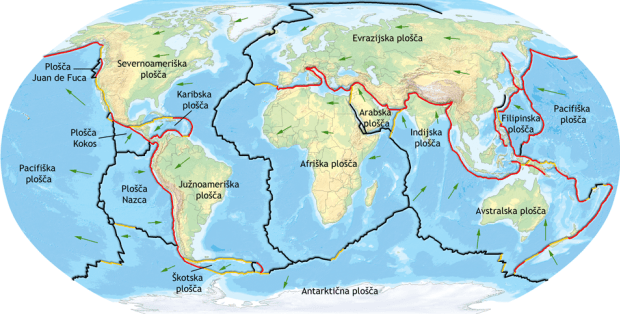 Evrazijska plošča
Severnoameriška
plošča
Plošča
Juan de Fuca
Karibska
plošča
Arabska
plošča
Filipinska
plošča
Pacifiška
plošča
Plošča
Kokos
Indijska
plošča
Afriška plošča
Pacifiška
plošča
Plošča
Nazca
Južnoameriška
plošča
Avstralska plošča
Škotska
plošča
Antarktična plošča